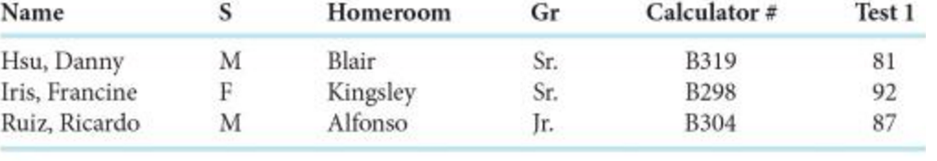 Name S Homeroom Gr Calculator # Test 1
Hsu, Danny M Blair Sr. B319 81
Iris, Francine F Kingsley Sr. B298 92
Ruiz, Ricardo M Alfonso Jr. B304 87